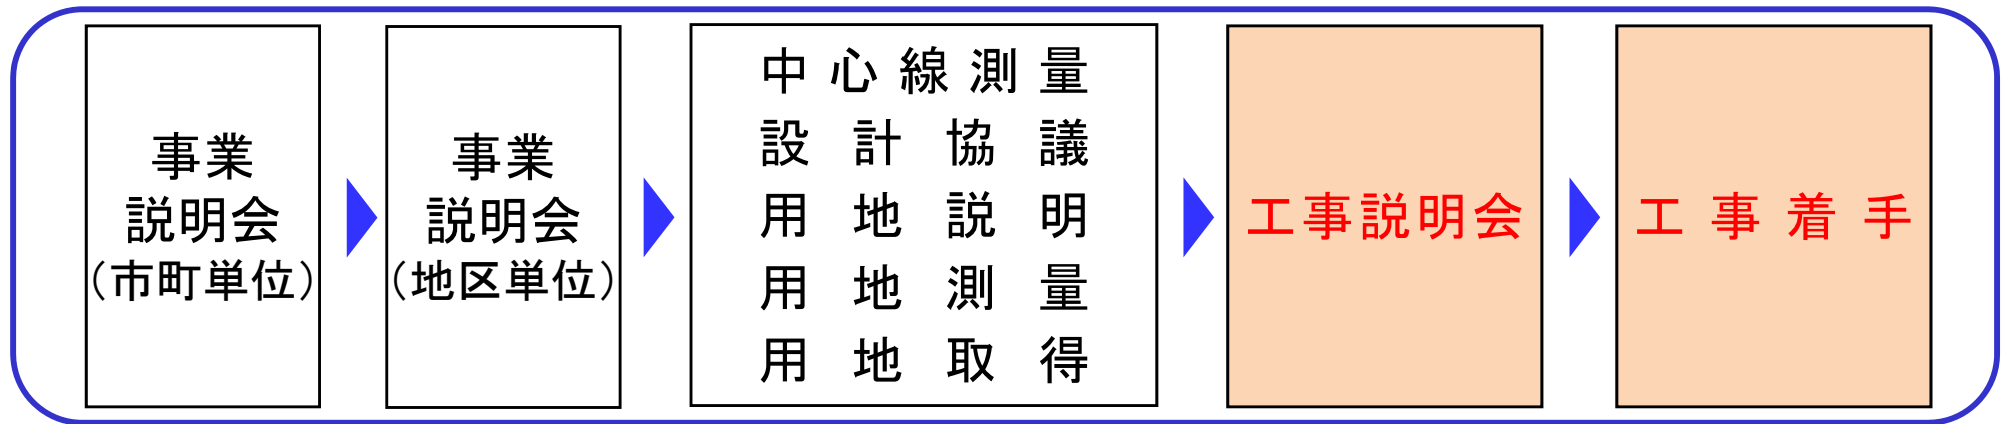 事業
説明会
（市町単位）
事業
説明会
（地区単位）
中心線測量
設計協議
用地説明
用地測量
用地取得
工事説明会
工事着手